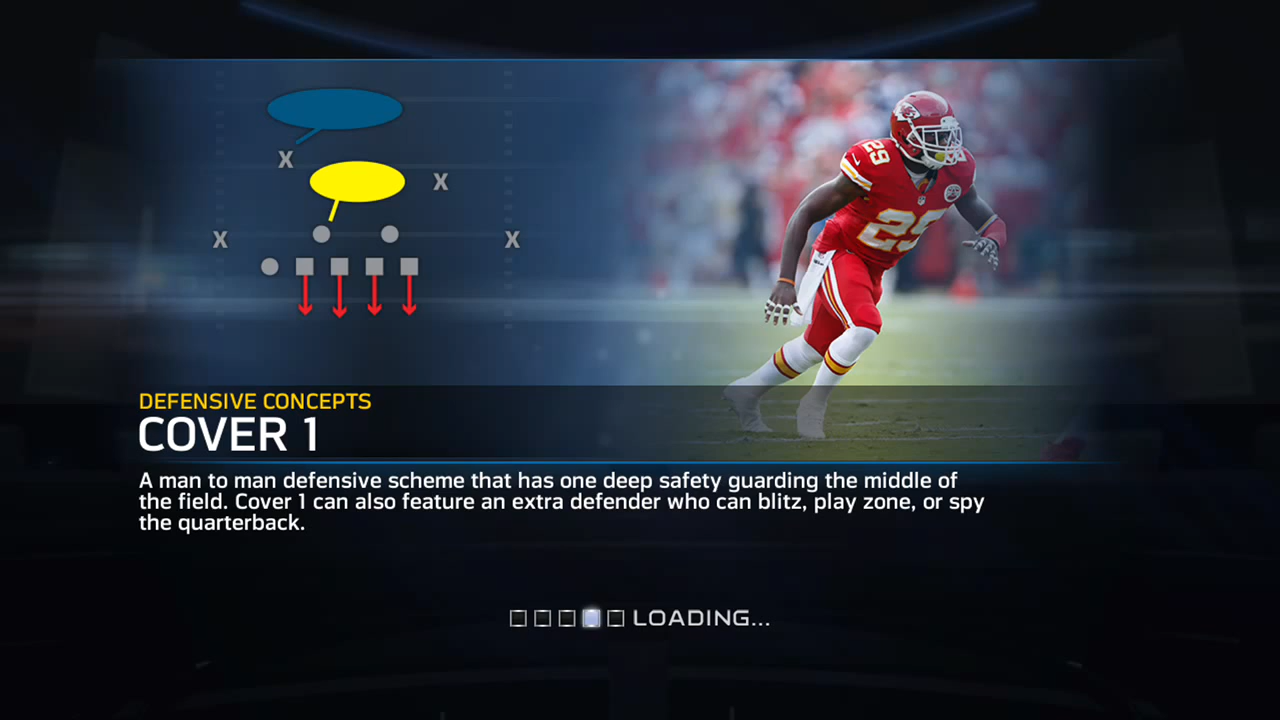 X
X
X
X
29
29
DEFENSIVE CONCEPTS
COVER 1
A man to man defensive scheme that has one deep safety guarding the middle of
the field. Cover 1 can also feature an extra defender who can blitz, play zone, or spy
the quarterback.
LOADING...